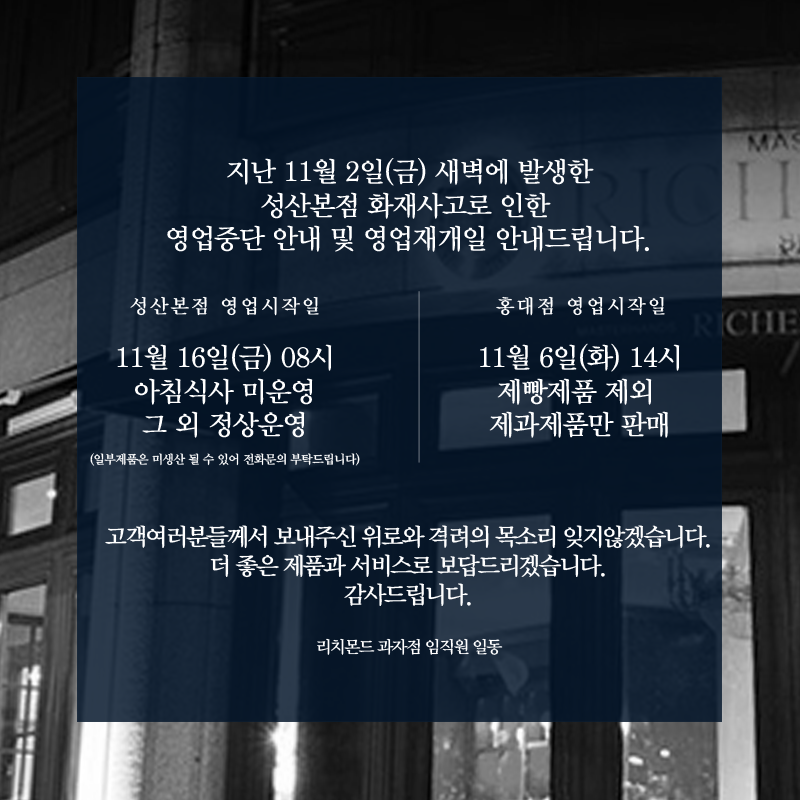 지난 11월 2일(금) 새벽에 발생한
성산본점 화재사고로 인한
영업중단 안내 및 영업재개일 안내드립니다.
성산본점 영업시작일
11월 16일(금) 08시
아침식사 미운영
그 외 정상운영
(일부제품은 미생산 될 수 있어 전화문의 부탁드립니다)
홍대점 영업시작일
11월 6일(화) 14시
제빵제품 제외
제과제품만 판매
고객여러분들께서 보내주신 위로와 격려의 목소리 잊지않겠습니다.
더 좋은 제품과 서비스로 보답드리겠습니다.
감사드립니다.
리치몬드 과자점 임직원 일동